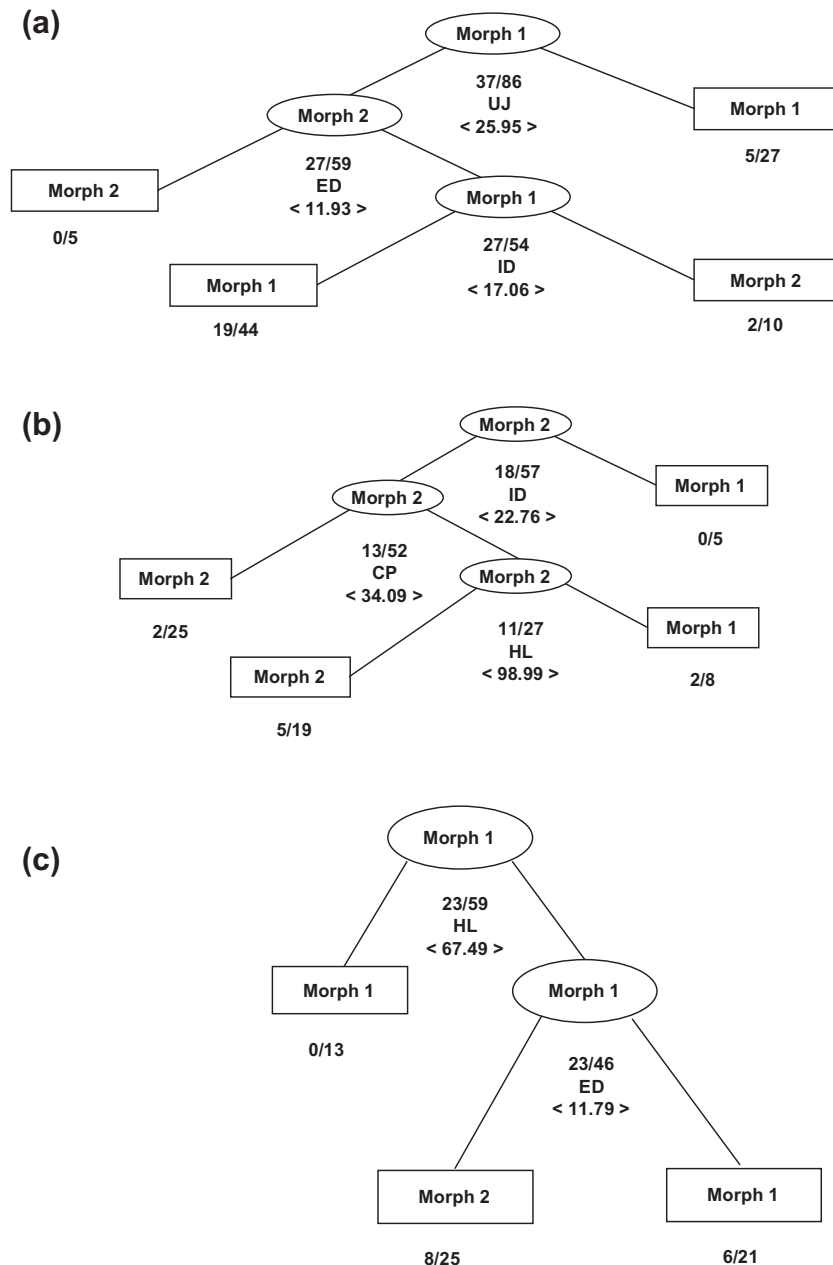 (a)
Morph 1
37/86
UJ
< 25.95 >
Morph 1
5/27
Morph 2
27/59
ED
< 11.93 >
Morph 2
0/5
Morph 1
27/54
ID
< 17.06 >
Morph 1
19/44
Morph 2
2/10
(b)
Morph 2
18/57
ID
< 22.76 >
Morph 1
0/5
Morph 2
13/52
CP
< 34.09 >
Morph 2
2/25
Morph 2
11/27
HL
< 98.99 >
Morph 1
2/8
Morph 2
5/19
(c)
Morph 1
23/59
HL
< 67.49 >
Morph 1
0/13
Morph 1
23/46
ED
< 11.79 >
Morph 2
8/25
Morph 1
6/21